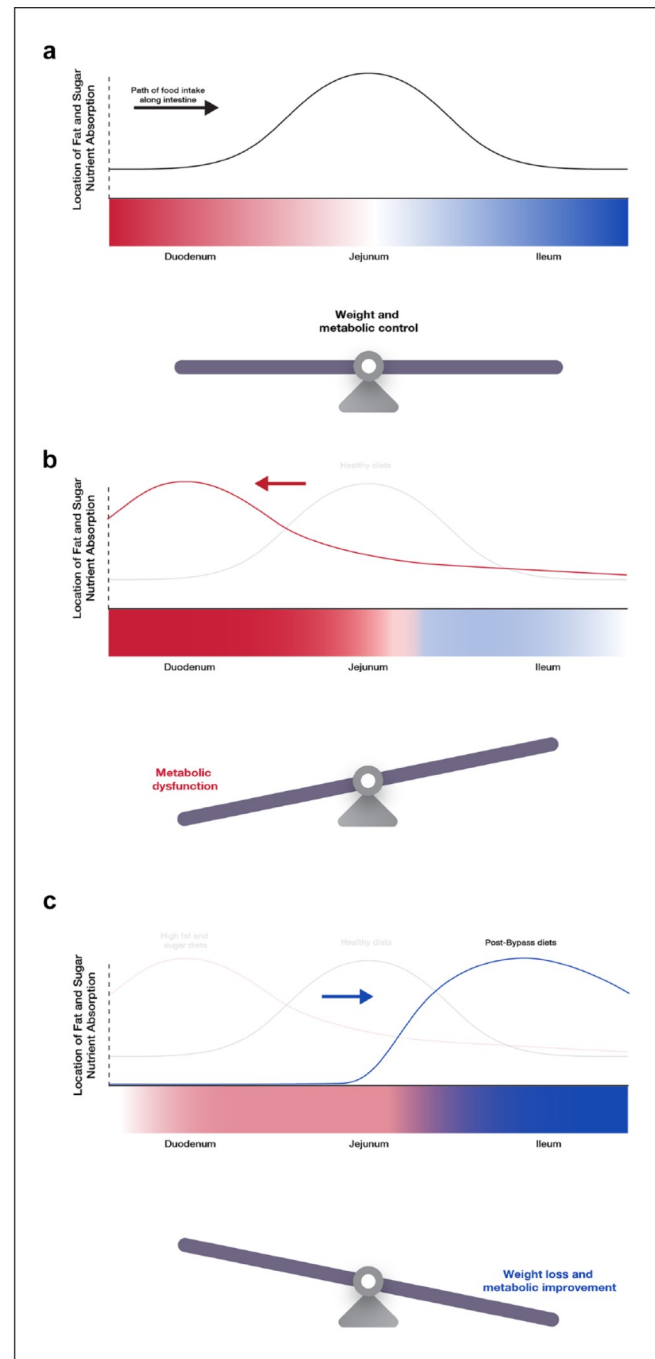 a
Location of Fat and Sugar
Nutrient Absorption
Path of food intake
along intestine
Duodenum Jejunum Ileum
Weight and
metabolic control
b
Location of Fat and Sugar
Nutrient Absorption
Healthy diets
Duodenum Jejunum Ileum
Metabolic
dysfunction
c
Location of Fat and Sugar
Nutrient Absorption
High fat and
sugar diets
Healthy diets
Post-Bypass diets
Duodenum Jejunum Ileum
Weight loss and
metabolic improvement